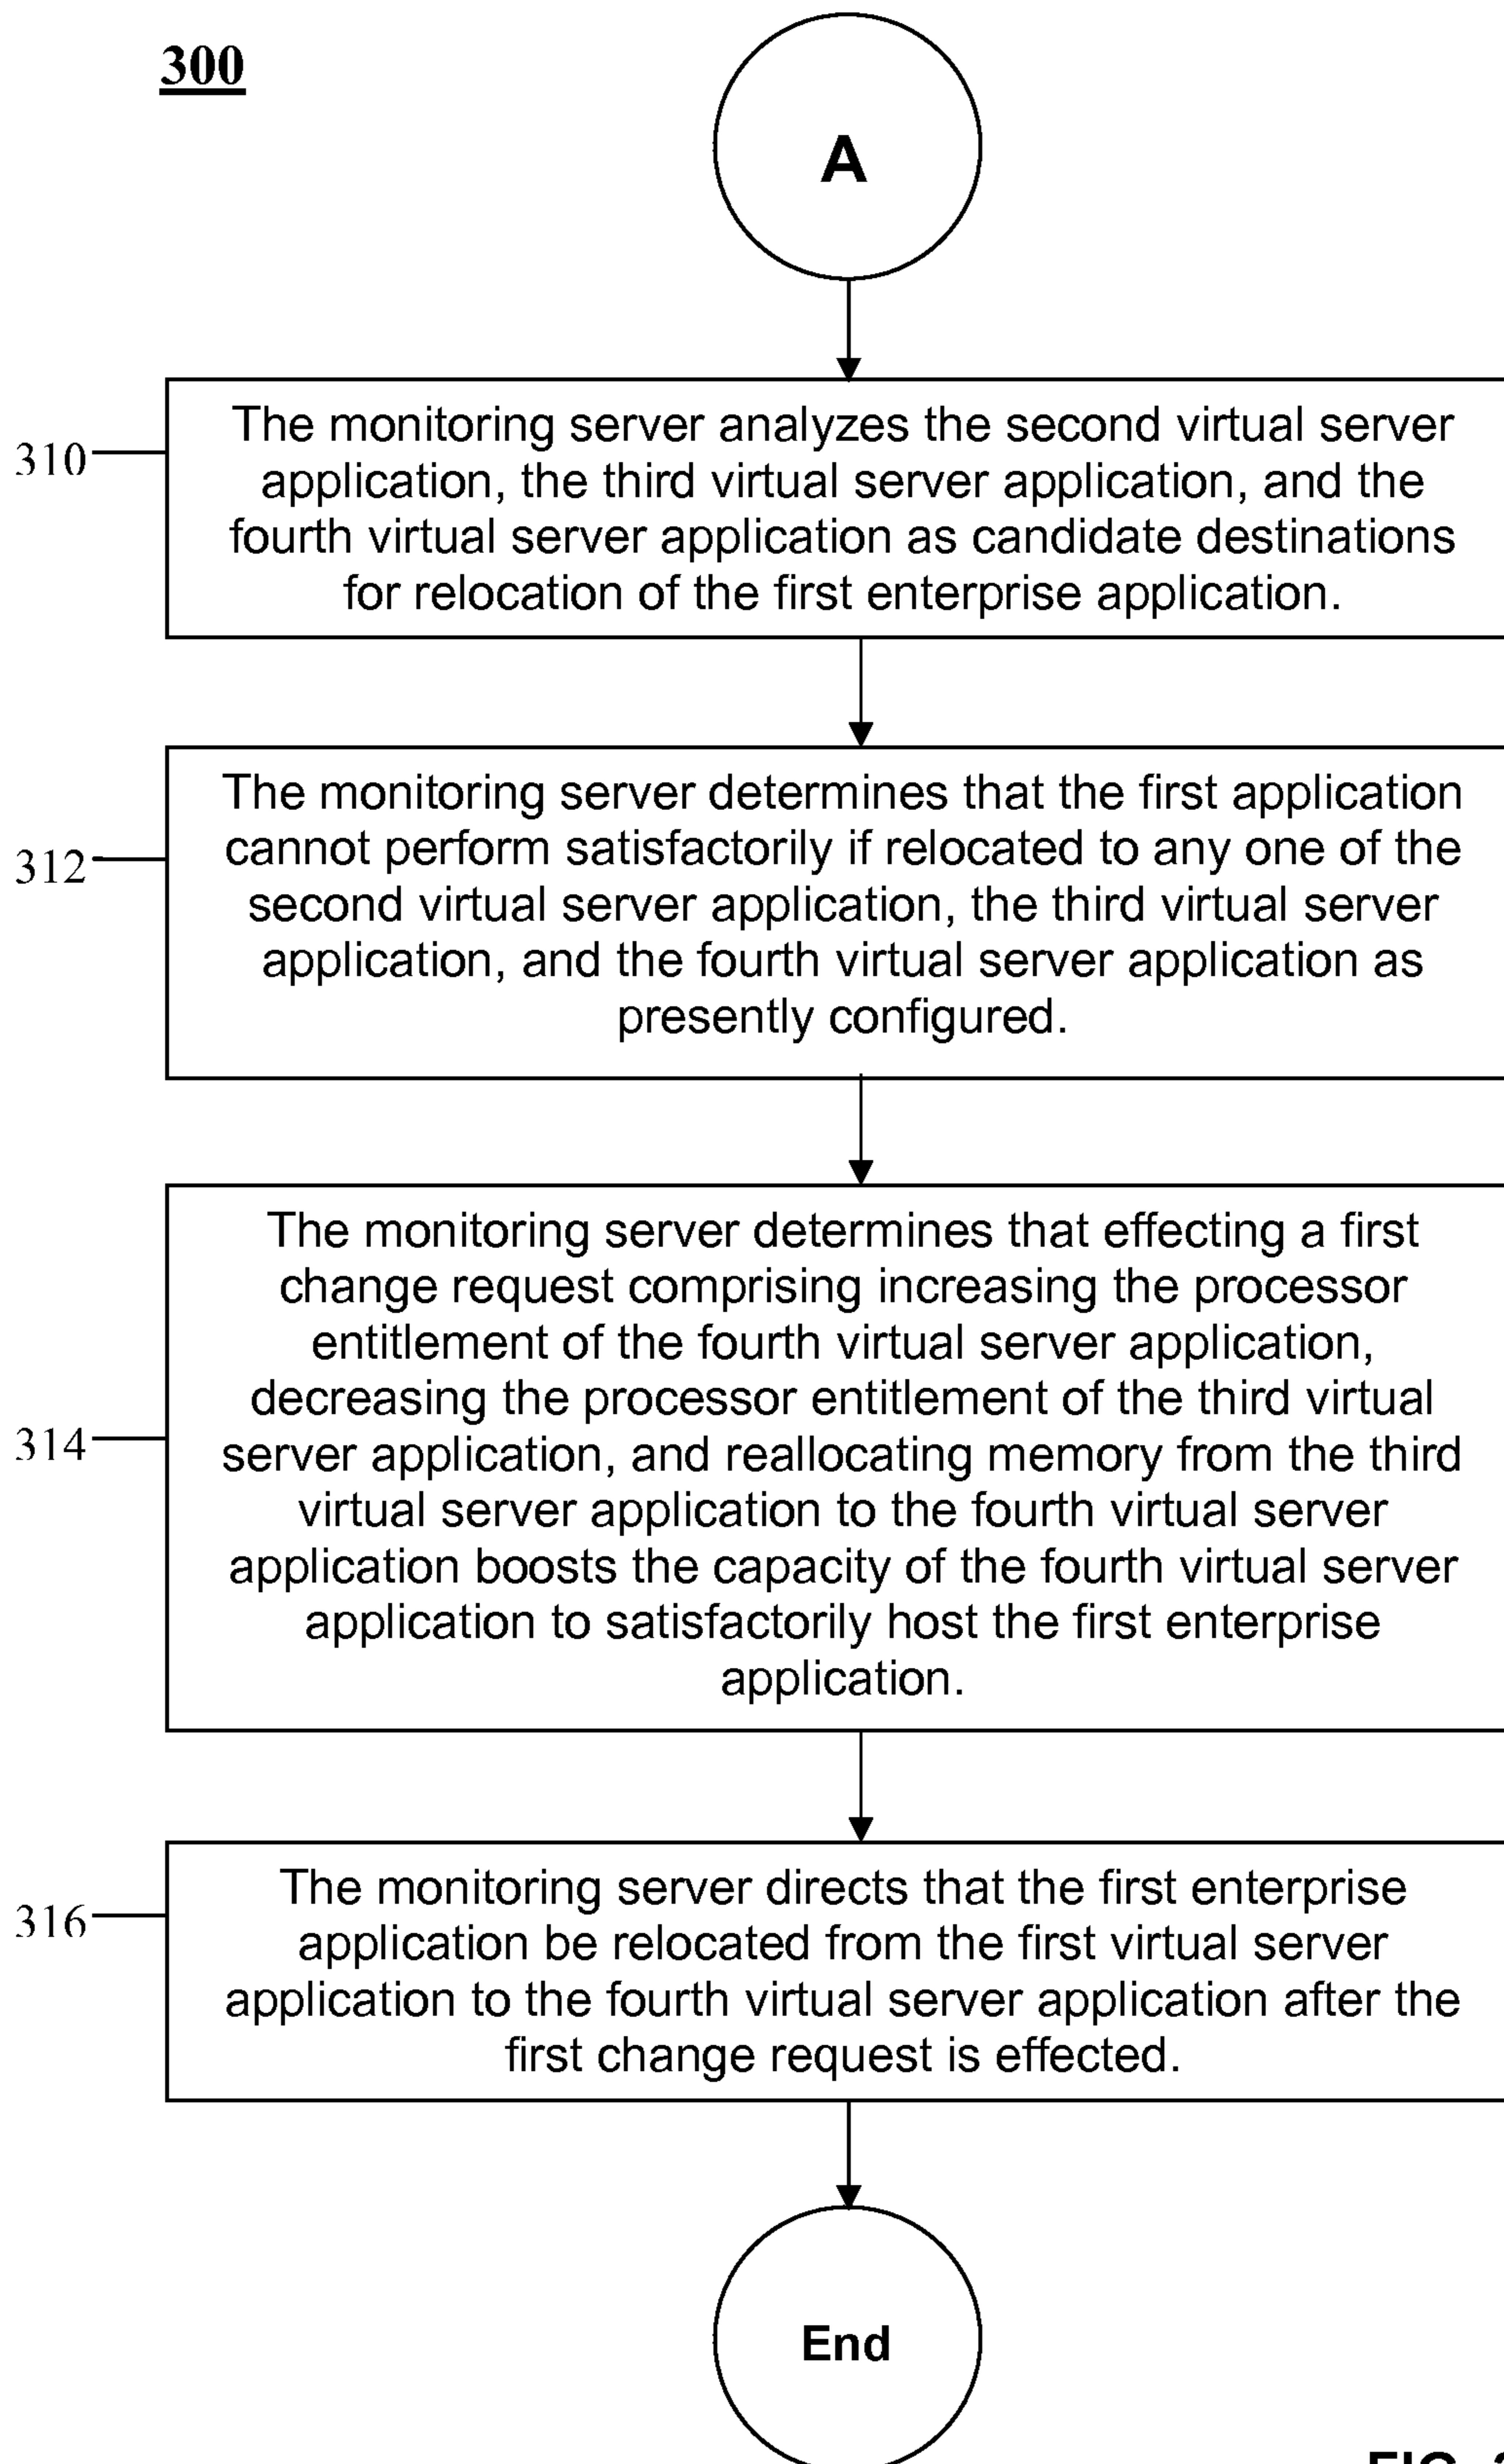 300
A
310
The monitoring server analyzes the second virtual server
application, the third virtual server application, and the
fourth virtual server application as candidate destinations
for relocation of the first enterprise application.
312
The monitoring server determines that the first application
cannot perform satisfactorily if relocated to any one of the
second virtual server application, the third virtual server
application, and the fourth virtual server application as
presently configured.
314
The monitoring server determines that effecting a first
change request comprising increasing the processor
entitlement of the fourth virtual server application,
decreasing the processor entitlement of the third virtual
server application, and reallocating memory from the third
virtual server application to the fourth virtual server
application boosts the capacity of the fourth virtual server
application to satisfactorily host the first enterprise
application.
316
The monitoring server directs that the first enterprise
application be relocated from the first virtual server
application to the fourth virtual server application after the
first change request is effected.
End
FIG.